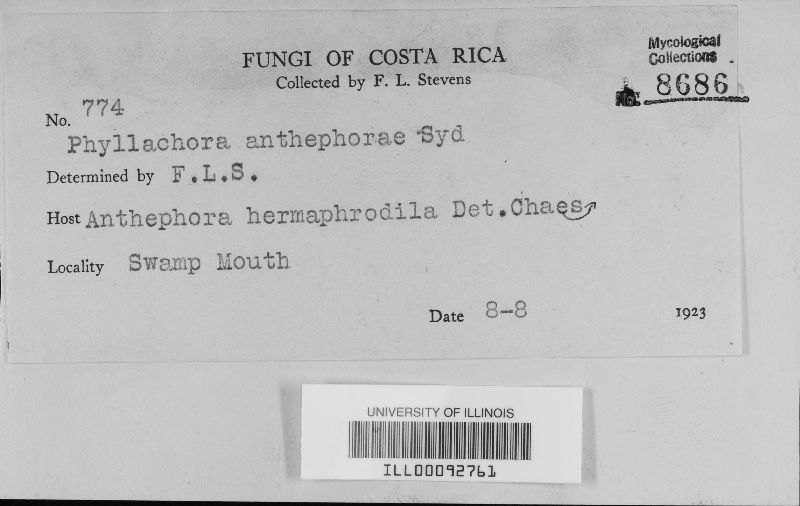 FUNGI OF COSTA RICA
Collected by F. L. Stevens
Mycological
Collections
No. 8686
No. 774
Phyllachora anthephorae Syd
Determined by F.L.S.
Host Anthephora hermaphrodila Det.Chaes
Locality Swamp Mouth
Date 8-8 1923
UNIVERSITY OF ILLINOIS
ILL00092761